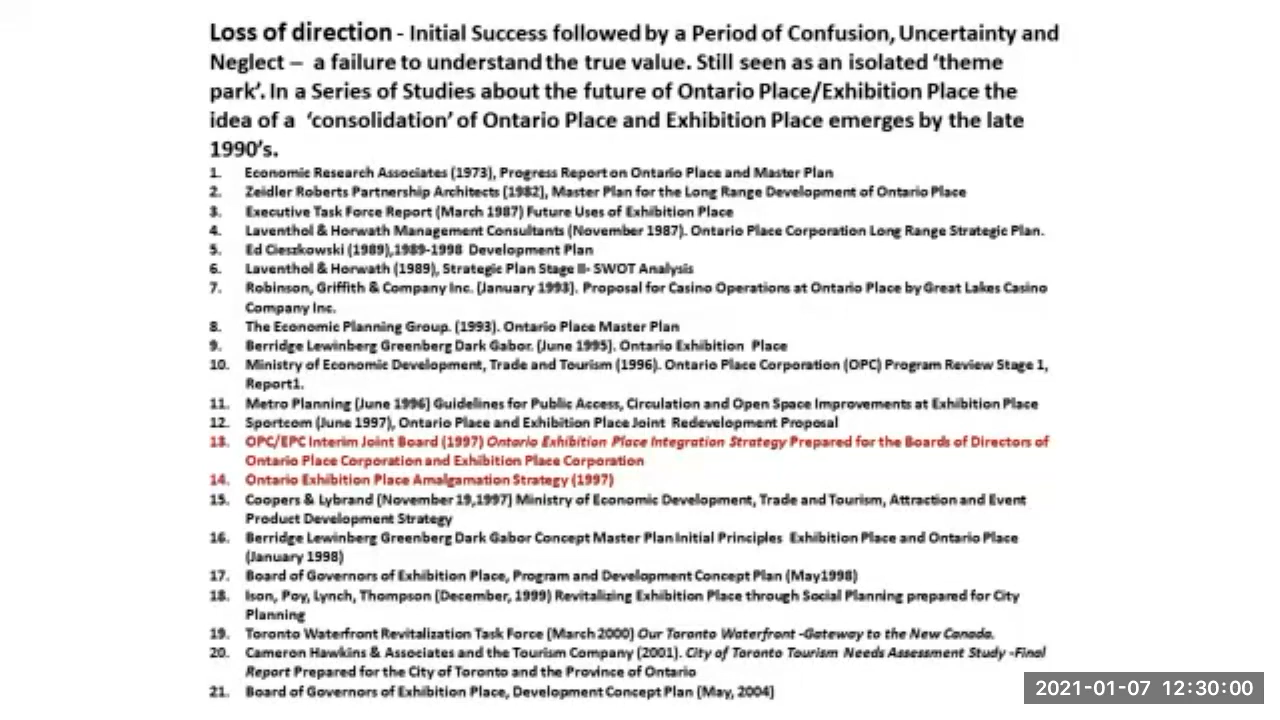 Loss of direction - Initial Success followed by a Period of Confusion, Uncertainty and
Neglect – a failure to understand the true value. Still seen as an isolated ‘theme
park’. In a Series of Studies about the future of Ontario Place/Exhibition Place the
idea of a ‘consolidation’ of Ontario Place and Exhibition Place emerges by the late
1990’s.
1. Economic Research Associates (1973), Progress Report on Ontario Place and Master Plan
2. Zeidler Roberts Partnership Architects (1982), Master Plan for the Long Range Development of Ontario Place
3. Executive Task Force Report (March 1987) Future Uses of Exhibition Place
4. Laventhol & Horwath Management Consultants (November 1987). Ontario Place Corporation Long Range Strategic Plan.
5. Ed Cieszkowski (1989),1989-1998 Development Plan
6. Laventhol & Horwath (1989), Strategic Plan Stage II- SWOT Analysis
7. Robinson, Griffith & Company Inc. (January 1993). Proposal for Casino Operations at Ontario Place by Great Lakes Casino
Company Inc.
8. The Economic Planning Group. (1993). Ontario Place Master Plan
9. Berridge Lewinberg Greenberg Dark Gabor. (June 1995). Ontario Exhibition Place
10. Ministry of Economic Development, Trade and Tourism (1996). Ontario Place Corporation (OPC) Program Review Stage 1,
Report1.
11. Metro Planning (June 1996) Guidelines for Public Access, Circulation and Open Space Improvements at Exhibition Place
12. Sportcom (June 1997), Ontario Place and Exhibition Place Joint Redevelopment Proposal
13. OPC/EPC Interim Joint Board (1997) Ontario Exhibition Place Integration Strategy Prepared for the Boards of Directors of
Ontario Place Corporation and Exhibition Place Corporation
14. Ontario Exhibition Place Amalgamation Strategy (1997)
15. Coopers & Lybrand (November 19,1997) Ministry of Economic Development, Trade and Tourism, Attraction and Event
Product Development Strategy
16. Berridge Lewinberg Greenberg Dark Gabor Concept Master Plan Initial Principles Exhibition Place and Ontario Place
(January 1998)
17. Board of Governors of Exhibition Place, Program and Development Concept Plan (May1998)
18. Ison, Poy, Lynch, Thompson (December, 1999) Revitalizing Exhibition Place through Social Planning prepared for City
Planning
19. Toronto Waterfront Revitalization Task Force (March 2000) Our Toronto Waterfront -Gateway to the New Canada.
20. Cameron Hawkins & Associates and the Tourism Company (2001). City of Toronto Tourism Needs Assessment Study -Final
Report Prepared for the City of Toronto and the Province of Ontario
21. Board of Governors of Exhibition Place, Development Concept Plan (May, 2004)
2021-01-07 12:30:00